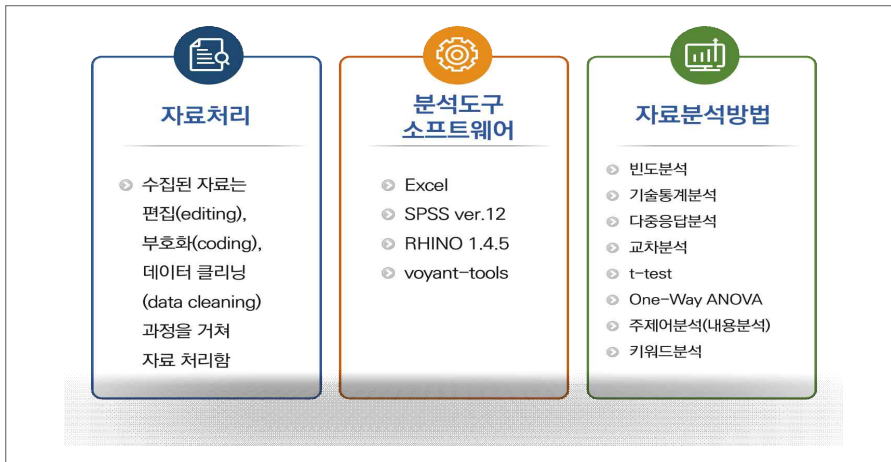 자료처리
수집된 자료는
편집(editing),
부호화(coding),
데이터 클리닝
(data cleaning)
과정을 거쳐
자료 처리함
분석도구
소프트웨어
Excel
SPSS ver.12
RHINO 1.4.5
voyant-tools
자료분석방법
빈도분석
기술통계분석
다중응답분석
교차분석
t-test
One-Way ANOVA
주제어분석(내용분석)
키워드분석